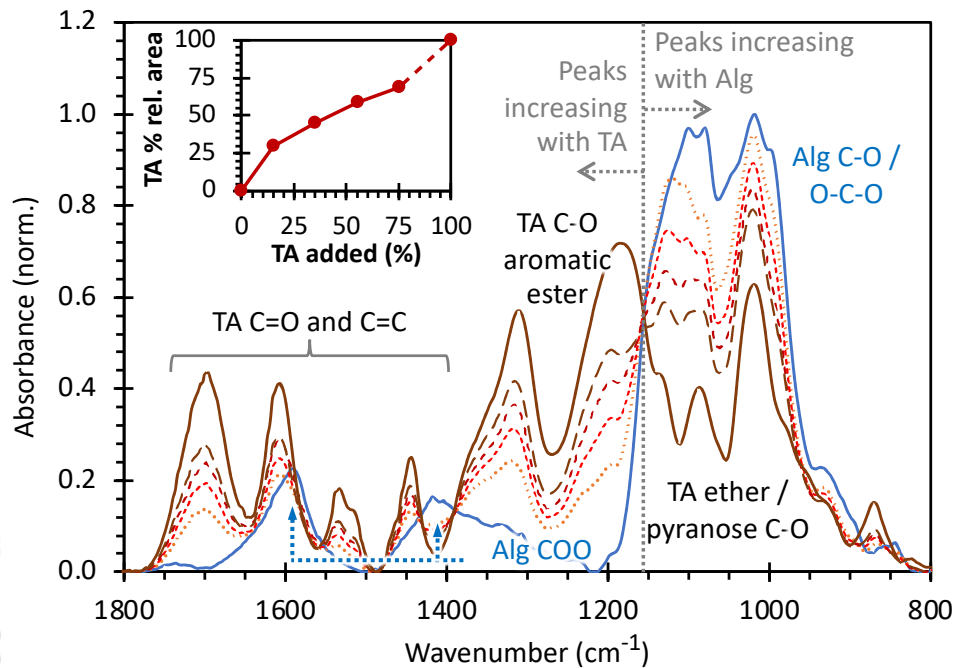 1.2
1.0
0.8
0.6
0.4
0.2
0.0
Absorbance (norm.)
100
75
50
25
0
TA % rel. area
0
25
50
75
100
TA added (%)
Peaks
increasing
with TA
Peaks increasing
with Alg
Alg C-O /
O-C-O
TA C-O
aromatic
ester
TA C=O and C=C
Alg COO
TA ether /
pyranose C-O
1800
1600
1400
1200
1000
800
Wavenumber (cm⁻¹)